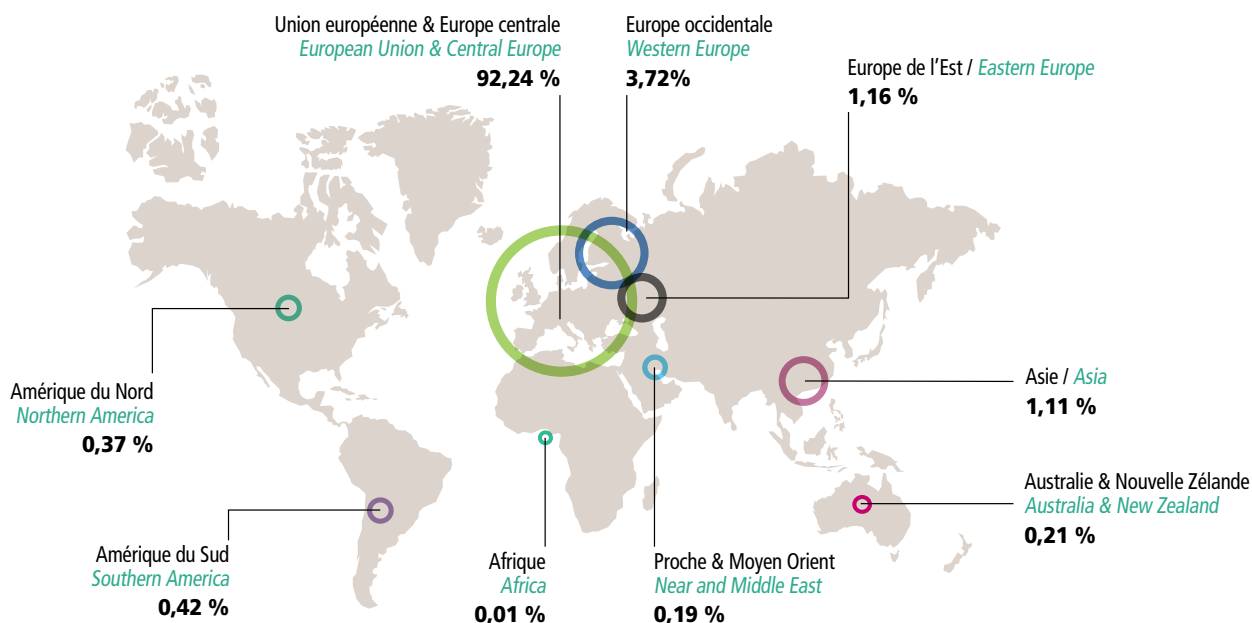 Union européenne & Europe centrale
European Union & Central Europe
92,24 %
Europe occidentale
Western Europe
3,72%
Europe de l'Est / Eastern Europe
1,16 %
Amérique du Nord
Northern America
0,37 %
Asie / Asia
1,11 %
Australie & Nouvelle Zélande
Australia & New Zealand
0,21 %
Amérique du Sud
Southern America
0,42 %
Afrique
Africa
0,01 %
Proche & Moyen Orient
Near and Middle East
0,19 %